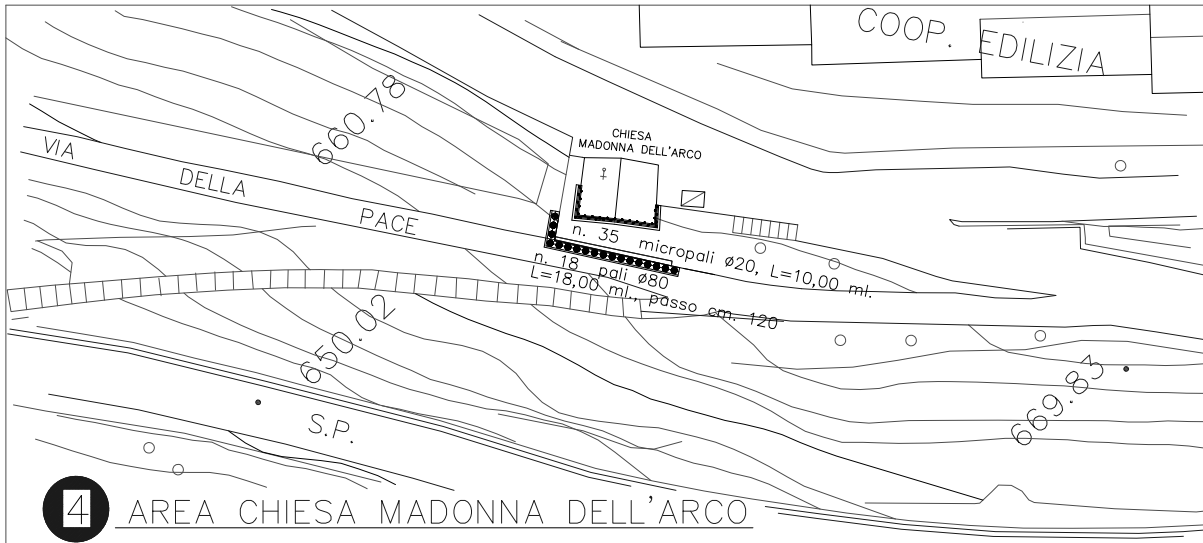 COOP. EDILIZIA
660.78
CHIESA
MADONNA DELL'ARCO
VIA DELLA PACE
n. 35 micropali ø20, L=10,00 ml.
n. 18 pali ø80
L=18,00 ml., passo cm. 120
650.02
669.83
S.P.
4 AREA CHIESA MADONNA DELL'ARCO